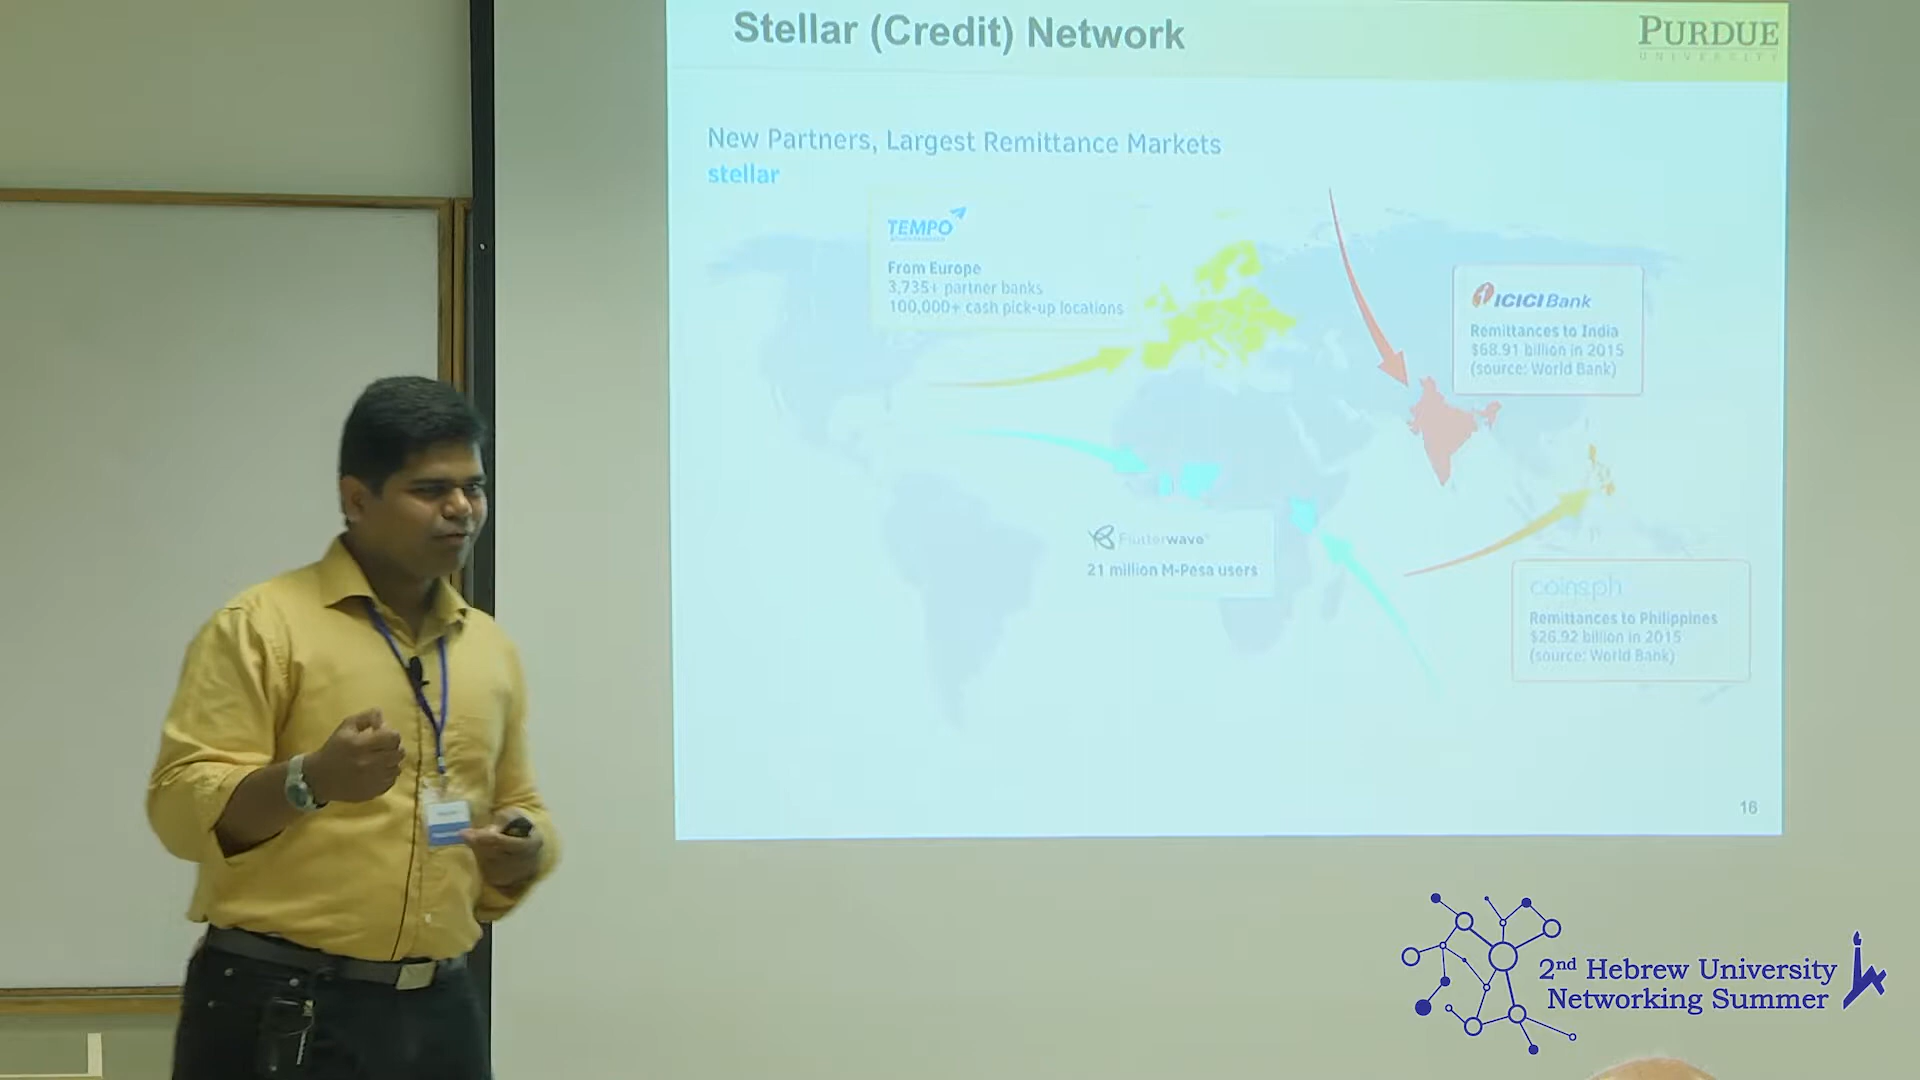 Stellar (Credit) Network
PURDUE
UNIVERSITY
New Partners, Largest Remittance Markets
stellar
TEMPO
From Europe
3,735+ partner banks
100,000+ cash pick-up locations
ICICI Bank
Remittances to India
$68.91 billion in 2015
(source: World Bank)
Flutterwave
21 million M-Pesa users
coins.ph
Remittances to Philippines
$26.92 billion in 2015
(source: World Bank)
16
2nd Hebrew University
Networking Summer